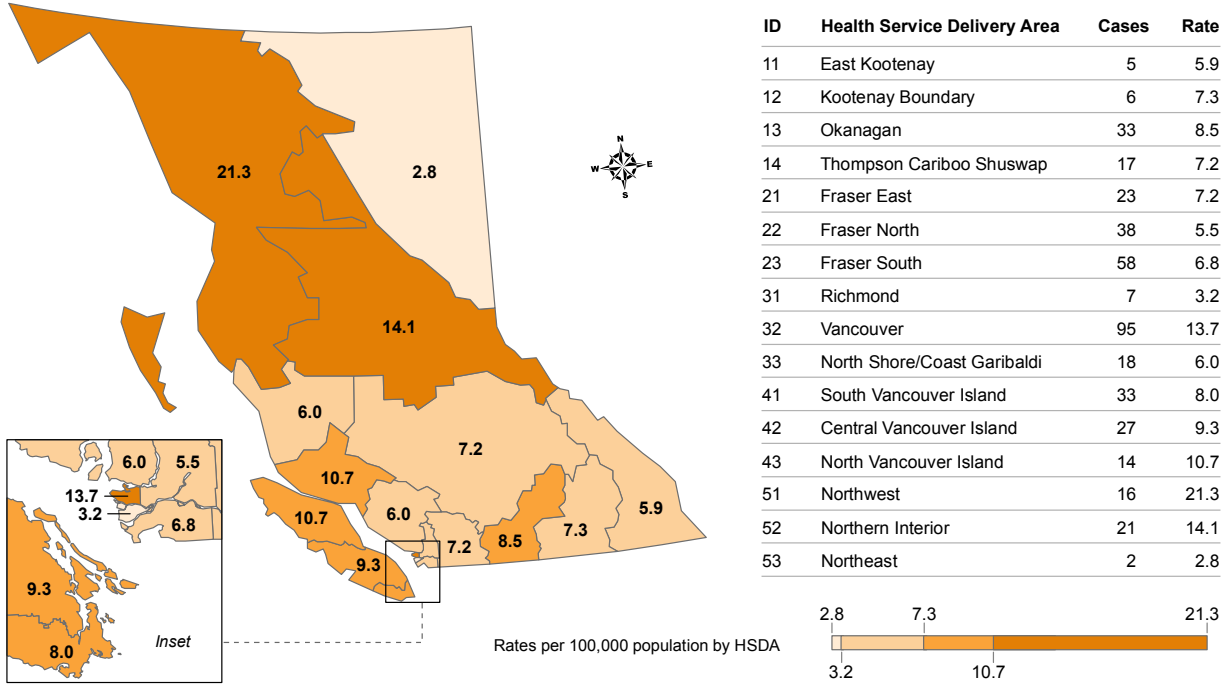 21.3
2.8
14.1
6.0
7.2
10.7
10.7
6.0
7.2
8.5
7.3
5.9
9.3
N
W E
S
6.0 5.5
13.7
3.2
6.8
9.3
8.0
Inset
ID Health Service Delivery Area Cases Rate
11 East Kootenay 5 5.9
12 Kootenay Boundary 6 7.3
13 Okanagan 33 8.5
14 Thompson Cariboo Shuswap 17 7.2
21 Fraser East 23 7.2
22 Fraser North 38 5.5
23 Fraser South 58 6.8
31 Richmond 7 3.2
32 Vancouver 95 13.7
33 North Shore/Coast Garibaldi 18 6.0
41 South Vancouver Island 33 8.0
42 Central Vancouver Island 27 9.3
43 North Vancouver Island 14 10.7
51 Northwest 16 21.3
52 Northern Interior 21 14.1
53 Northeast 2 2.8
Rates per 100,000 population by HSDA
2.8 7.3 21.3
3.2 10.7